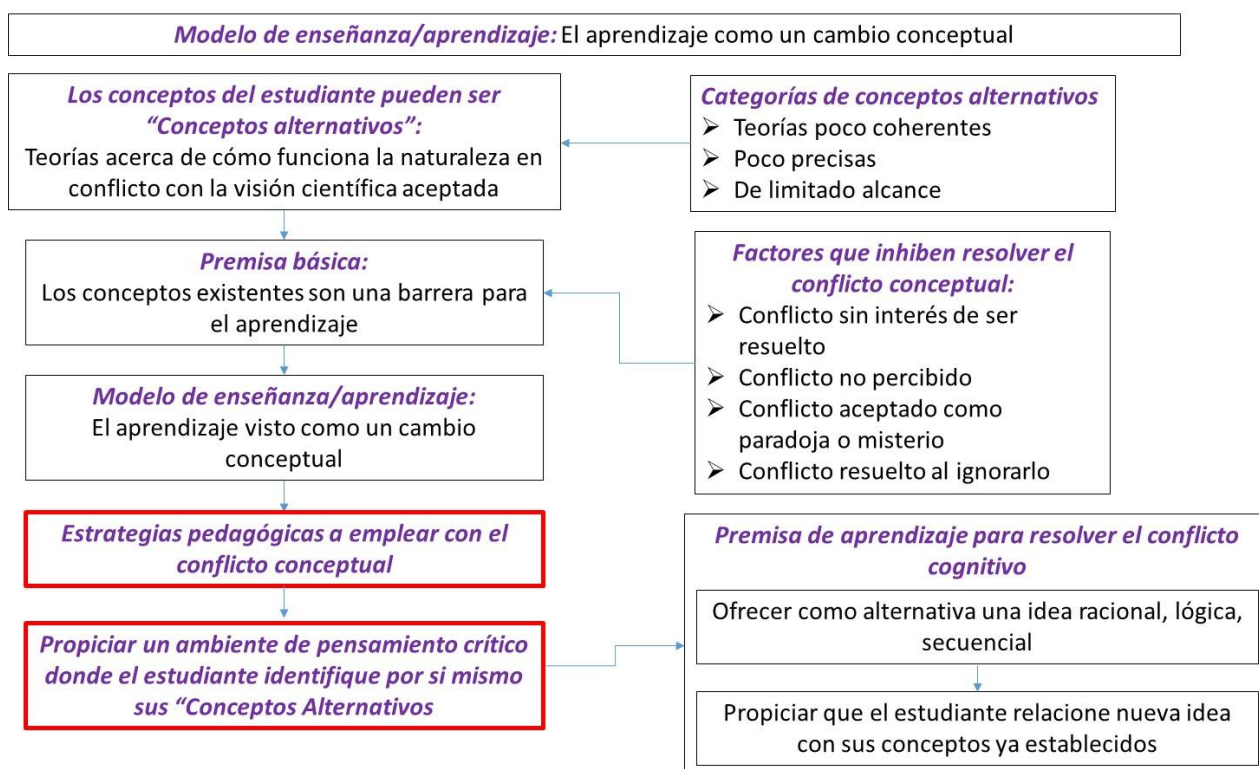 Modelo de enseñanza/aprendizaje: El aprendizaje como un cambio conceptual
Los conceptos del estudiante pueden ser
“Conceptos alternativos”:
Teorías acerca de cómo funciona la naturaleza en
conflicto con la visión científica aceptada
Categorías de conceptos alternativos
➢ Teorías poco coherentes
➢ Poco precisas
➢ De limitado alcance
Premisa básica:
Los conceptos existentes son una barrera para
el aprendizaje
Factores que inhiben resolver el
conflicto conceptual:
➢ Conflicto sin interés de ser
resuelto
➢ Conflicto no percibido
➢ Conflicto aceptado como
paradoja o misterio
➢ Conflicto resuelto al ignorarlo
Modelo de enseñanza/aprendizaje:
El aprendizaje visto como un cambio
conceptual
Estrategias pedagógicas a emplear con el
conflicto conceptual
Propiciar un ambiente de pensamiento crítico
donde el estudiante identifique por si mismo
sus “Conceptos Alternativos
Premisa de aprendizaje para resolver el conflicto
cognitivo
Ofrecer como alternativa una idea racional, lógica,
secuencial
Propiciar que el estudiante relacione nueva idea
con sus conceptos ya establecidos